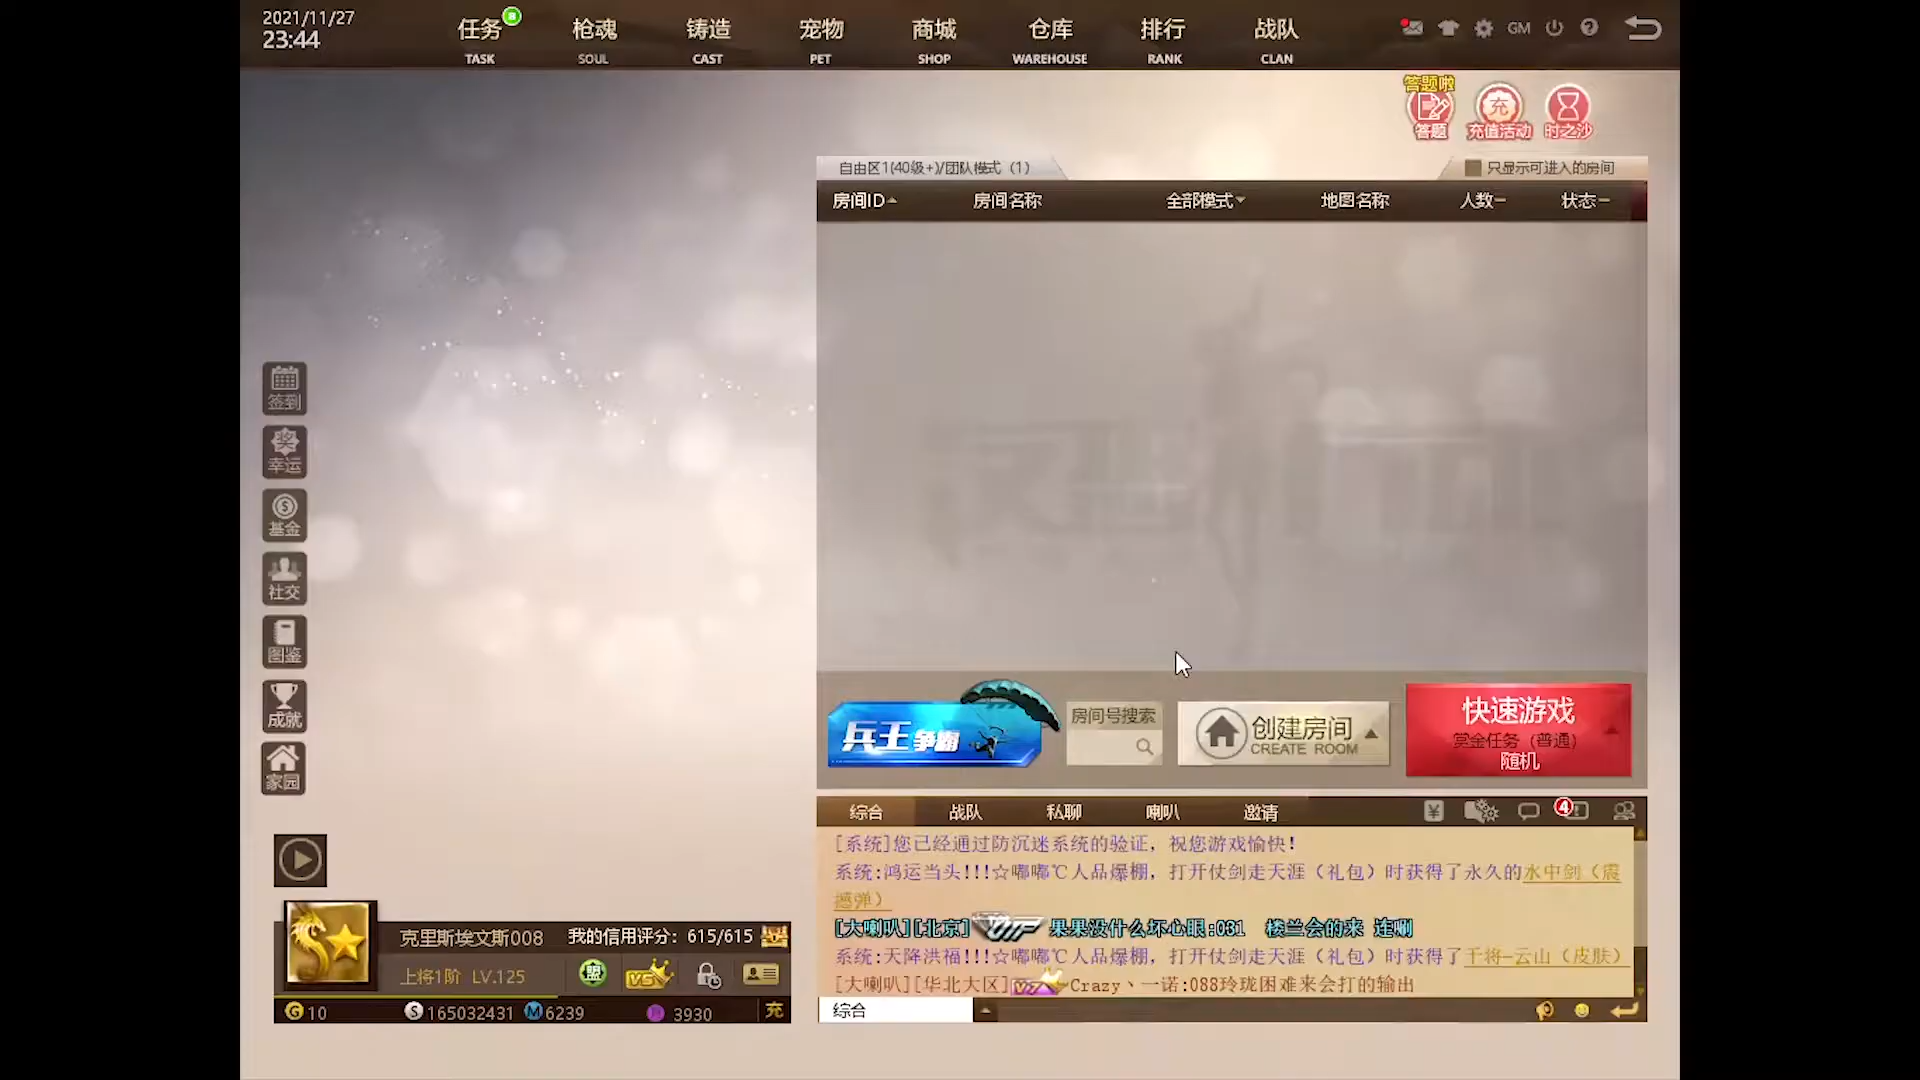 2021/11/27
23:44
任务
TASK
枪魂
SOUL
铸造
CAST
宠物
PET
商城
SHOP
仓库
WAREHOUSE
排行
RANK
战队
CLAN
GM
答题啦
答题
充
充值活动
时之沙
自由区1(40级+)/团队模式（1）
只显示可进入的房间
房间ID
房间名称
全部模式
地图名称
人数
状态
签到
奖
幸运
基金
社交
图鉴
成就
家园
兵王争霸
房间号搜索
创建房间
CREATE ROOM
快速游戏
赏金任务（普通）
随机
综合
战队
私聊
喇叭
邀请
4
[系统]您已经通过防沉迷系统的验证，祝您游戏愉快！
系统:鸿运当头!!!☆嘟嘟℃人品爆棚，打开仗剑走天涯（礼包）时获得了永久的水中剑（震
撼弹）
[大喇叭][北京]VIF果果没什么坏心眼:031 楼兰会的来 连唰
系统:天降洪福!!!☆嘟嘟℃人品爆棚，打开仗剑走天涯（礼包）时获得了干将-云山（皮肤）
[大喇叭][华北大区]Crazy丶一诺:088玲珑困难来会打的输出
综合
克里斯埃文斯008
我的信用评分：615/615
上将1阶 LV.125
盟
V5
G 10
S 165032431
M 6239
3930
充